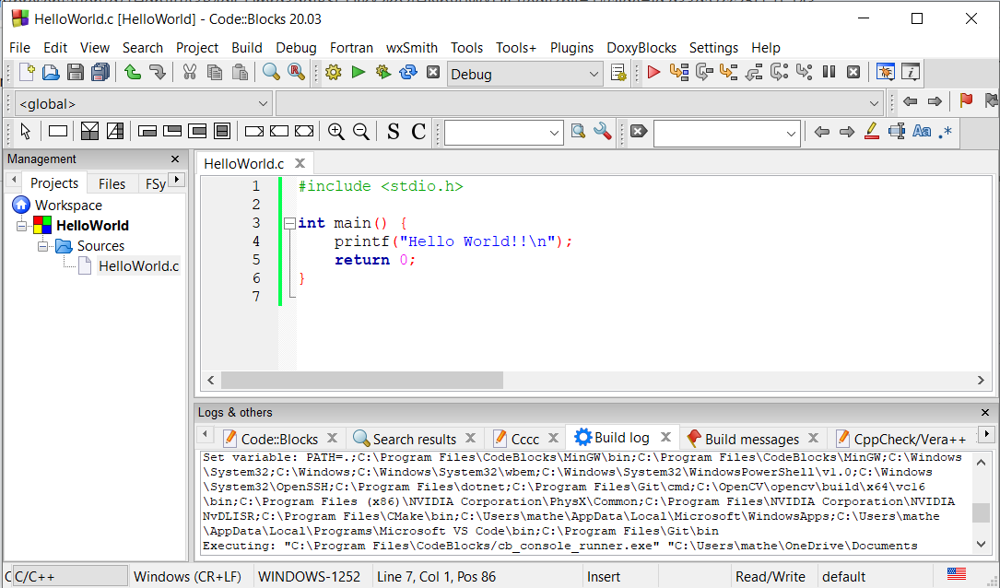 HelloWorld.c [HelloWorld] - Code::Blocks 20.03
File Edit View Search Project Build Debug Fortran wxSmith Tools Tools+ Plugins DoxyBlocks Settings Help
Debug
<global>
S C Aa .*
Management
Projects Files FSy
Workspace
HelloWorld
Sources
HelloWorld.c
HelloWorld.c
1 #include <stdio.h>
2
3 int main() {
4 printf("Hello World!!\n");
5 return 0;
6 }
7
Logs & others
Code::Blocks Search results Cccc Build log Build messages CppCheck/Vera++
Set variable: PATH=.;C:\Program Files\CodeBlocks\MinGW\bin;C:\Program Files\CodeBlocks\MinGW;C:\Windows
\System32;C:\Windows;C:\Windows\System32\wbem;C:\Windows\System32\WindowsPowerShell\v1.0;C:\Windows
\System32\OpenSSH;C:\Program Files\dotnet;C:\Program Files\Git\cmd;C:\OpenCV\opencv\build\x64\vc16
\bin;C:\Program Files (x86)\NVIDIA Corporation\PhysX\Common;C:\Program Files\NVIDIA Corporation\NVIDIA
NvDLISR;C:\Program Files\CMake\bin;C:\Users\mathe\AppData\Local\Microsoft\WindowsApps;C:\Users\mathe
\AppData\Local\Programs\Microsoft VS Code\bin;C:\Program Files\Git\bin
Executing: "C:\Program Files\CodeBlocks/cb_console_runner.exe" "C:\Users\mathe\OneDrive\Documents
C C/C++ Windows (CR+LF) WINDOWS-1252 Line 7, Col 1, Pos 86 Insert Read/Write default